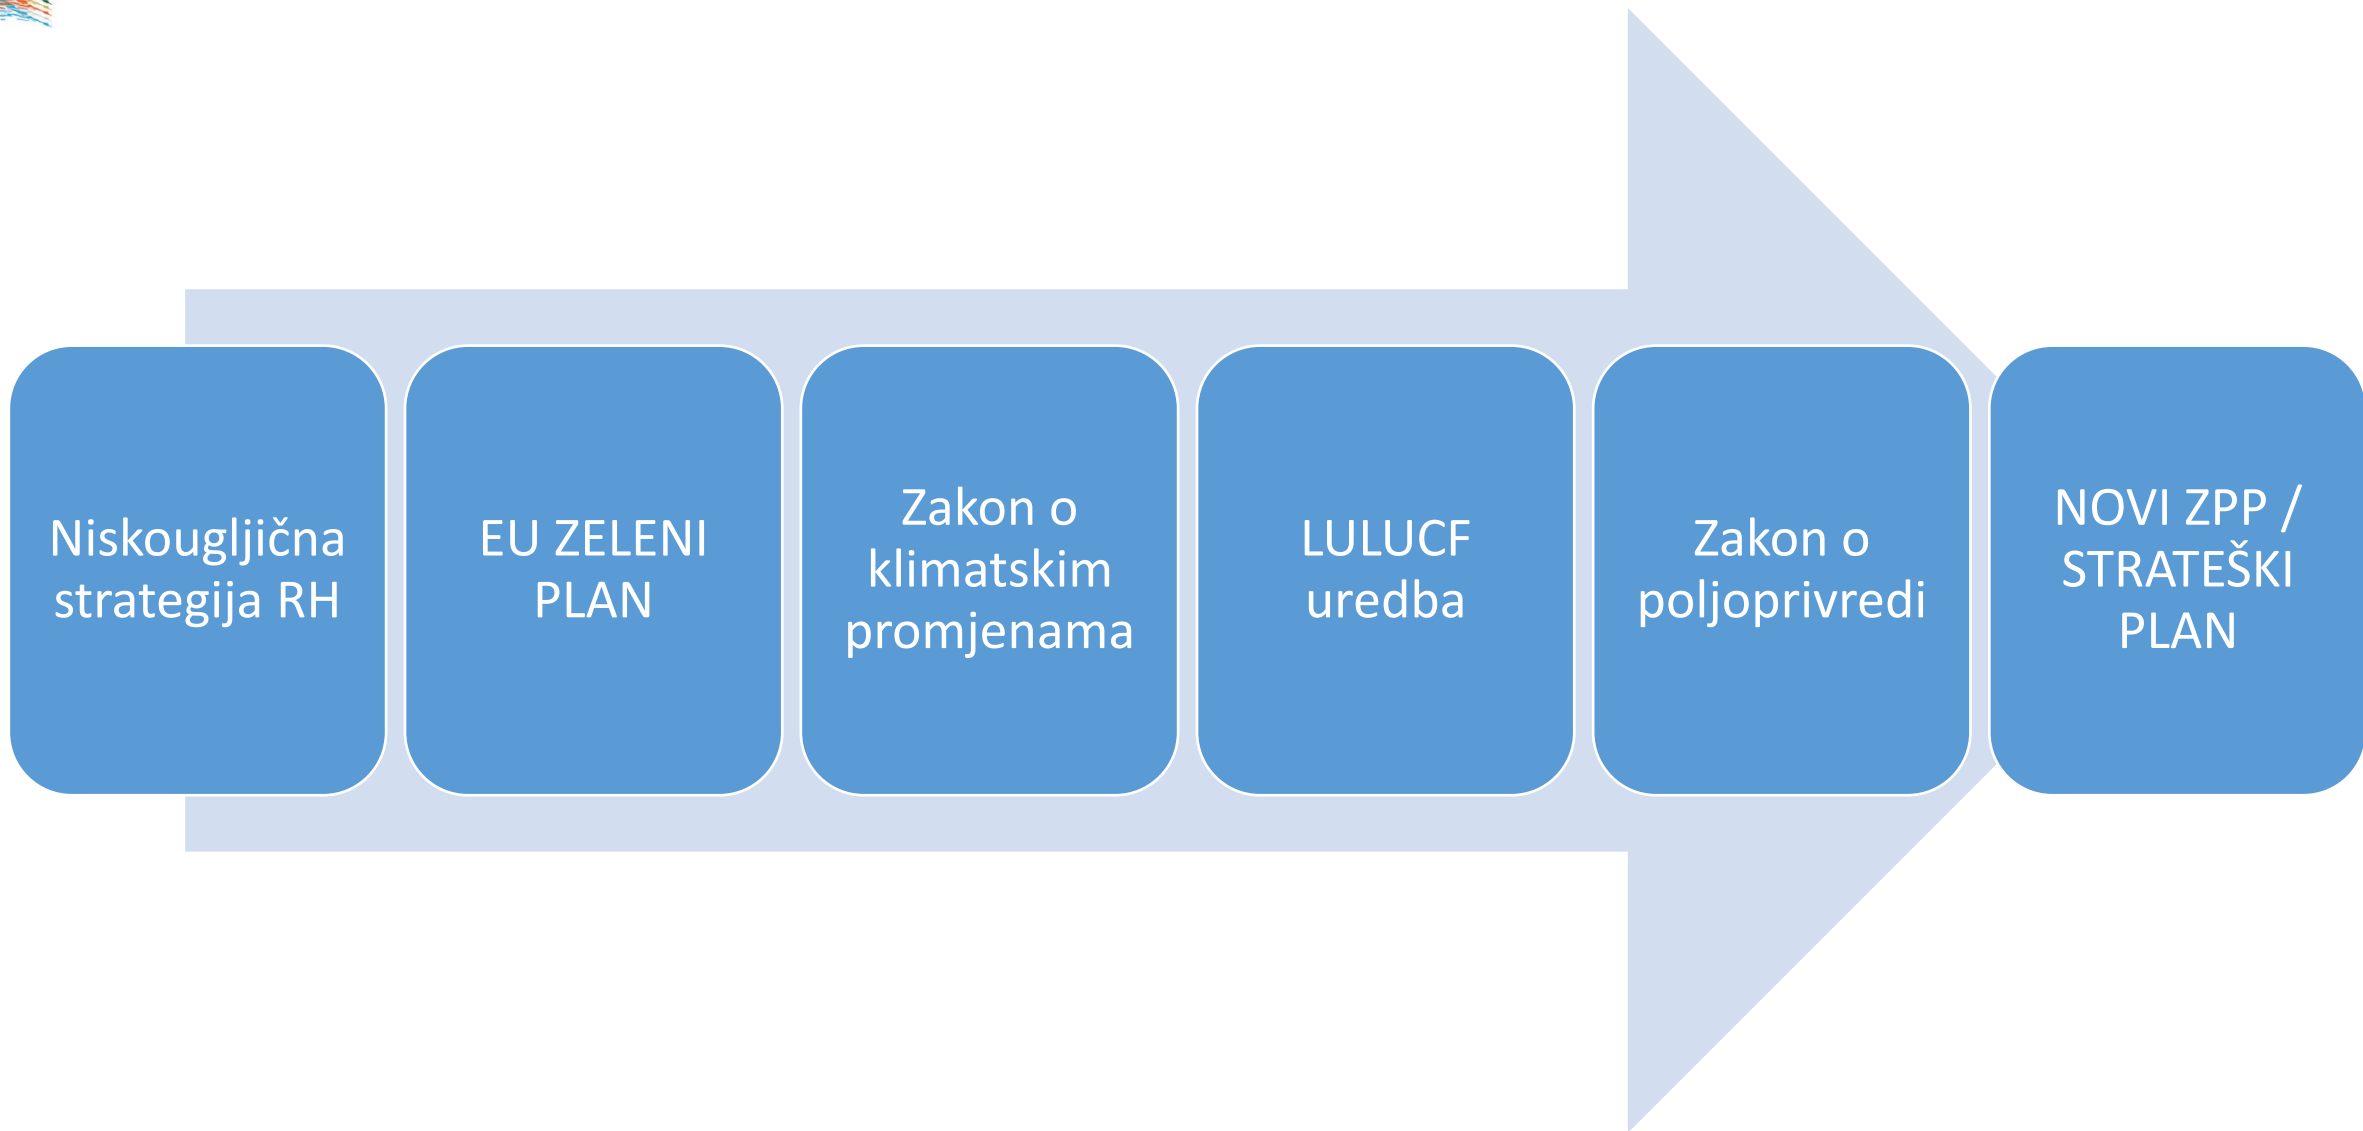 Niskougljična
strategija RH
EU ZELENI
PLAN
Zakon o
klimatskim
promjenama
LULUCF
uredba
Zakon o
poljoprivredi
NOVI ZPP /
STRATEŠKI
PLAN